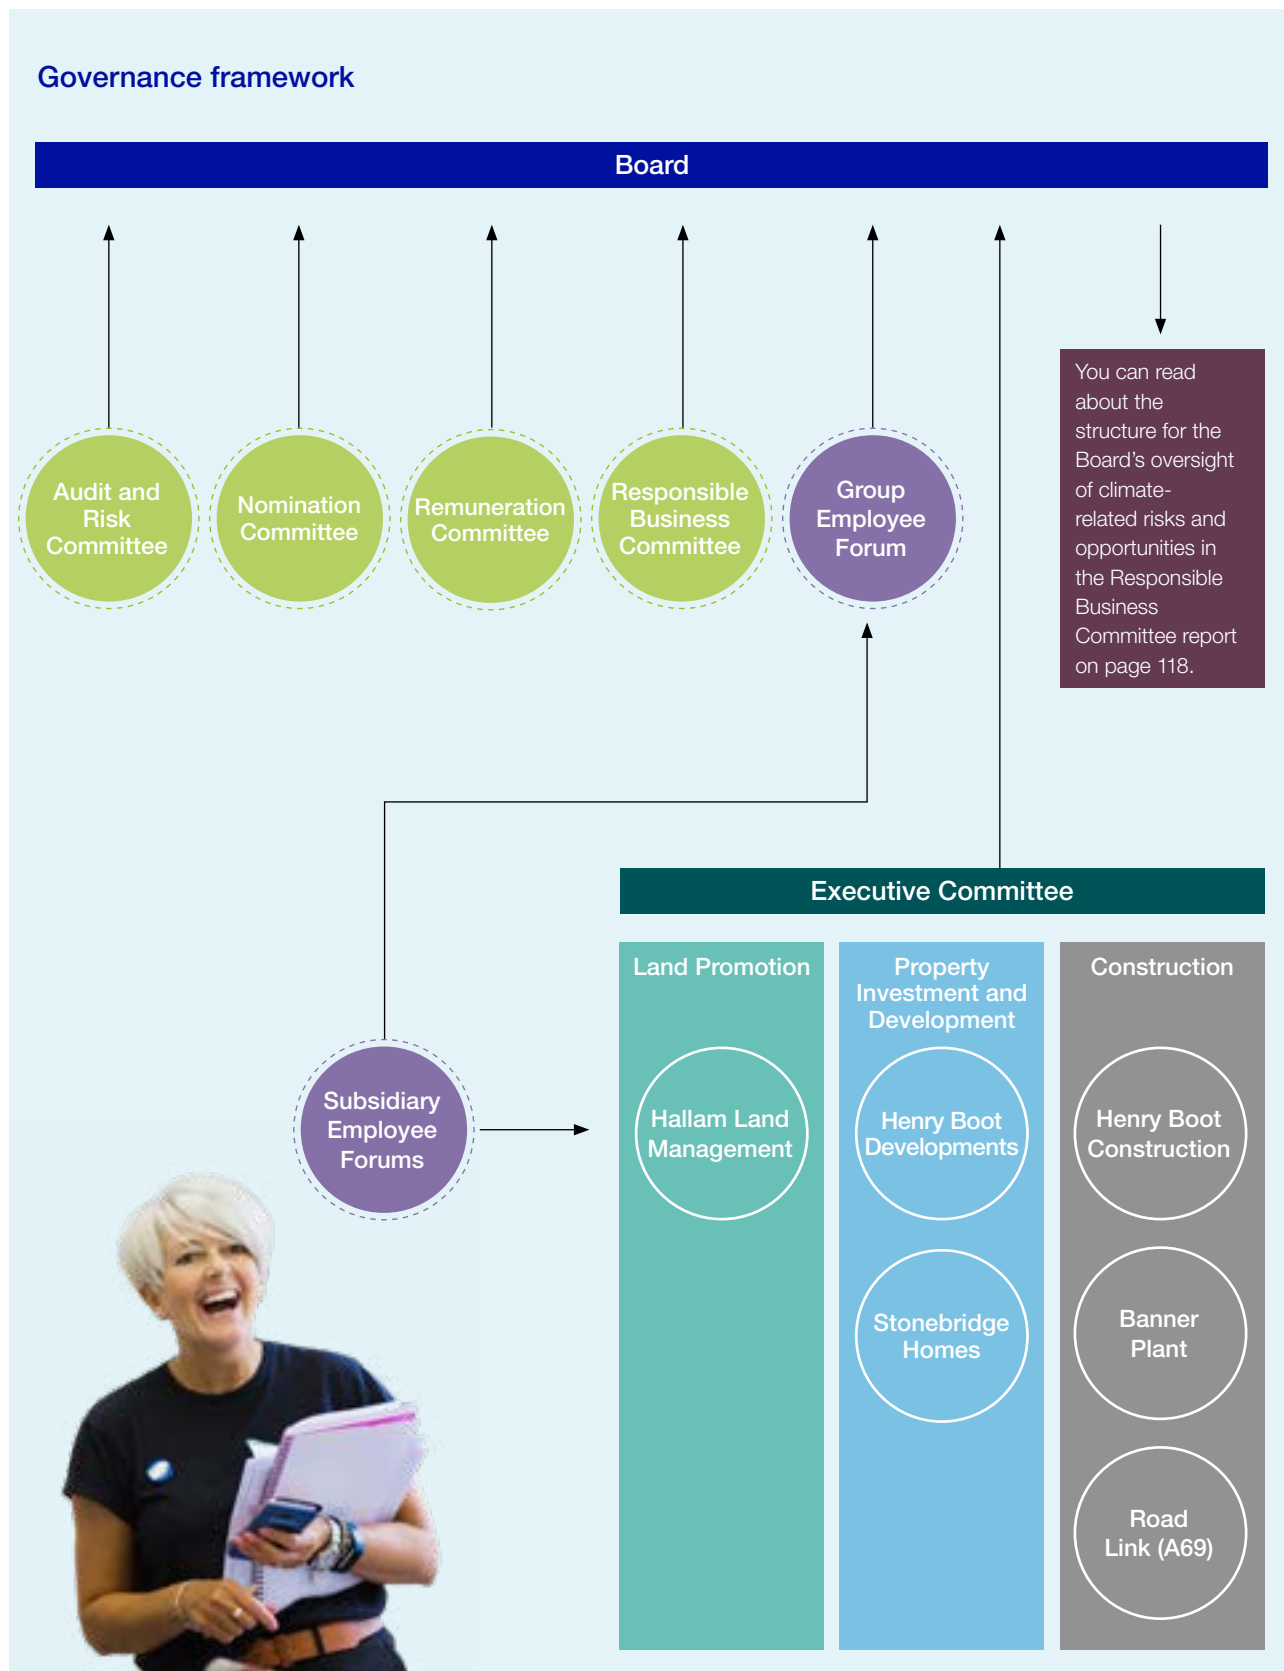 Governance framework
Board
Audit and
Risk
Committee
Nomination
Committee
Remuneration
Committee
Responsible
Business
Committee
Group
Employee
Forum
You can read
about the
structure for the
Board’s oversight
of climate-
related risks and
opportunities in
the Responsible
Business
Committee report
on page 118.
Executive Committee
Land Promotion
Property
Investment and
Development
Construction
Subsidiary
Employee
Forums
Hallam Land
Management
Henry Boot
Developments
Henry Boot
Construction
Stonebridge
Homes
Banner
Plant
Road
Link (A69)